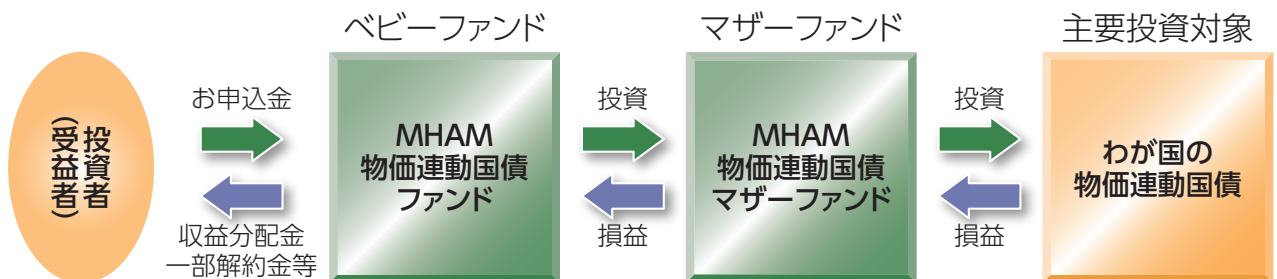 ベビーファンド
マザーファンド
主要投資対象
投資者
(受益者)
お申込金
収益分配金
一部解約金等
MHAM
物価連動国債
ファンド
投資
損益
MHAM
物価連動国債
マザーファンド
投資
損益
わが国の
物価連動国債